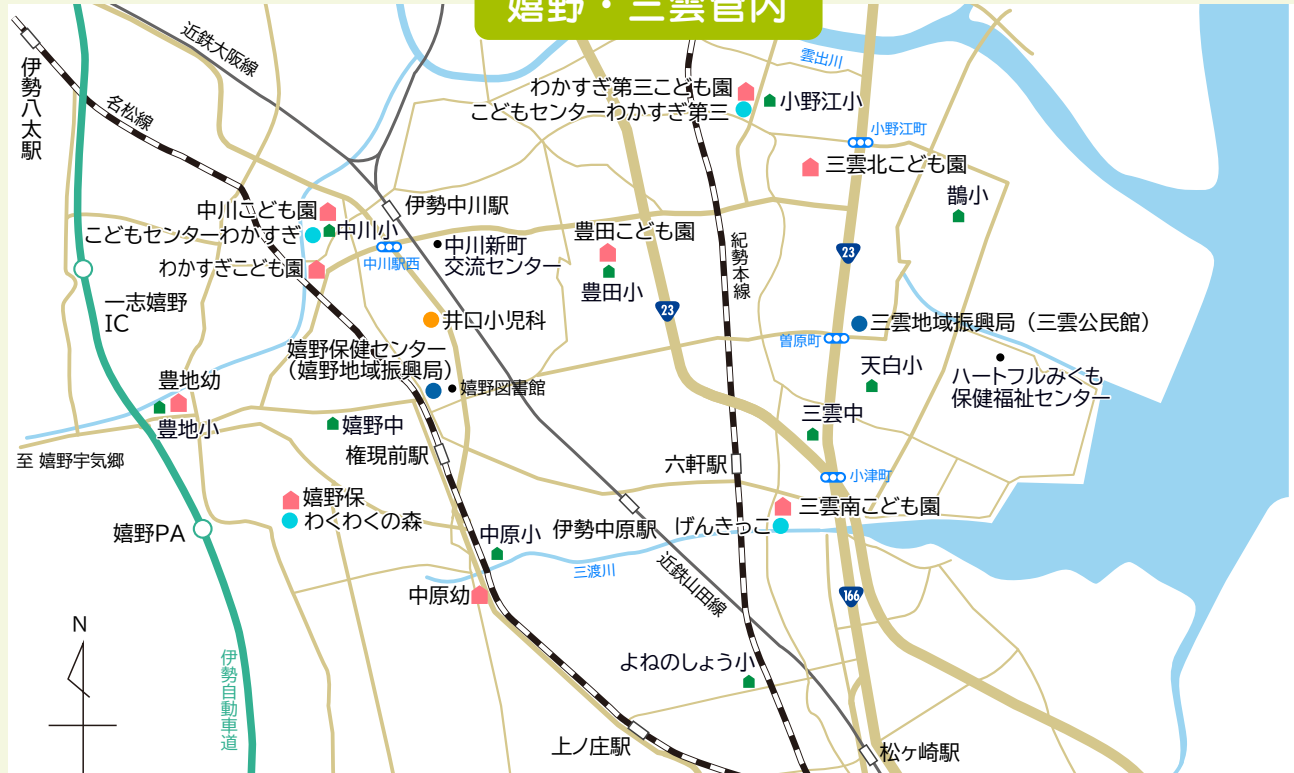 嬉野・三雲管内
近鉄大阪線
伊勢八太駅
名松線
雲出川
わかすぎ第三こども園
こどもセンターわかすぎ第三
小野江小
小野江町
三雲北こども園
鵲小
中川こども園
こどもセンターわかすぎ
中川小
わかすぎこども園
伊勢中川駅
中川駅西
中川新町
交流センター
豊田こども園
豊田小
紀勢本線
23
23
一志嬉野
IC
井口小児科
三雲地域振興局（三雲公民館）
曽原町
嬉野保健センター
（嬉野地域振興局）
嬉野図書館
天白小
ハートフルみくも
保健福祉センター
豊地幼
豊地小
嬉野中
三雲中
権現前駅
至 嬉野宇気郷
六軒駅
小津町
嬉野保
わくわくの森
三雲南こども園
げんきっこ
嬉野PA
中原小
伊勢中原駅
三渡川
近鉄山田線
中原幼
166
N
伊勢自動車道
よねのしょう小
上ノ庄駅
松ヶ崎駅